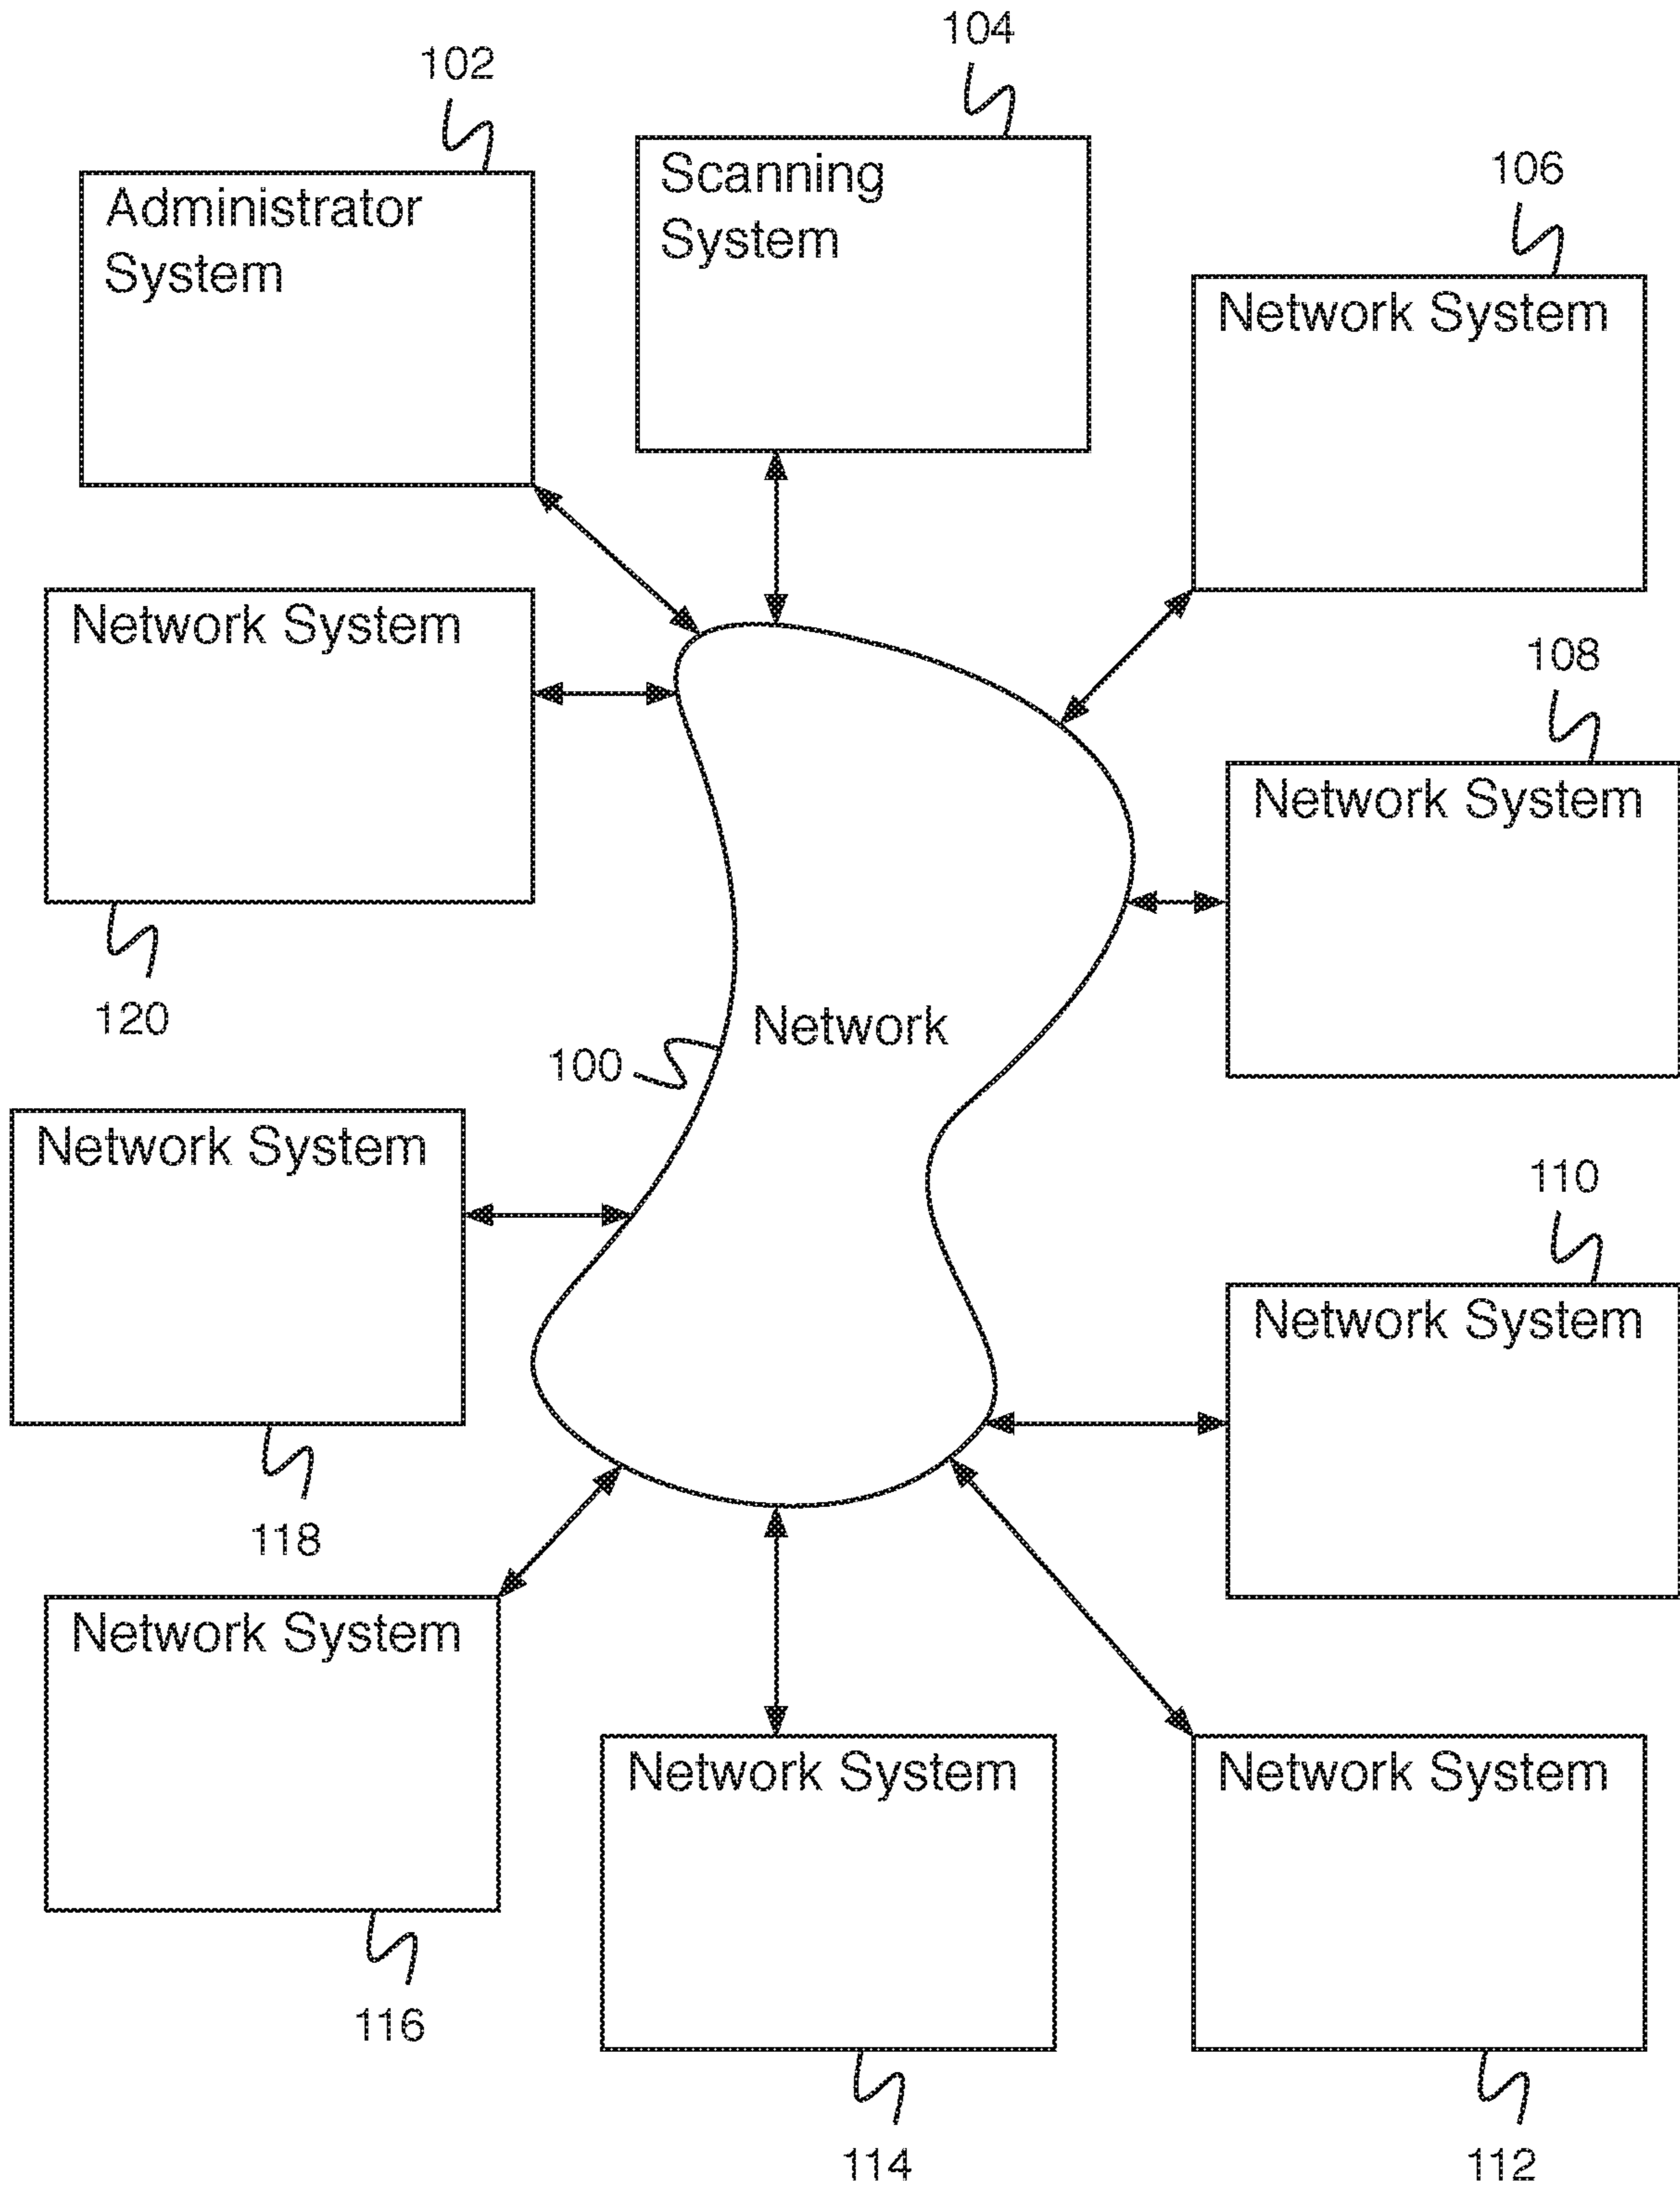 104
102
Scanning
System
Administrator
System
106
Network System
Network System
108
Network System
120
Network
100
Network System
110
Network System
118
Network System
Network System
Network System
116
114
112